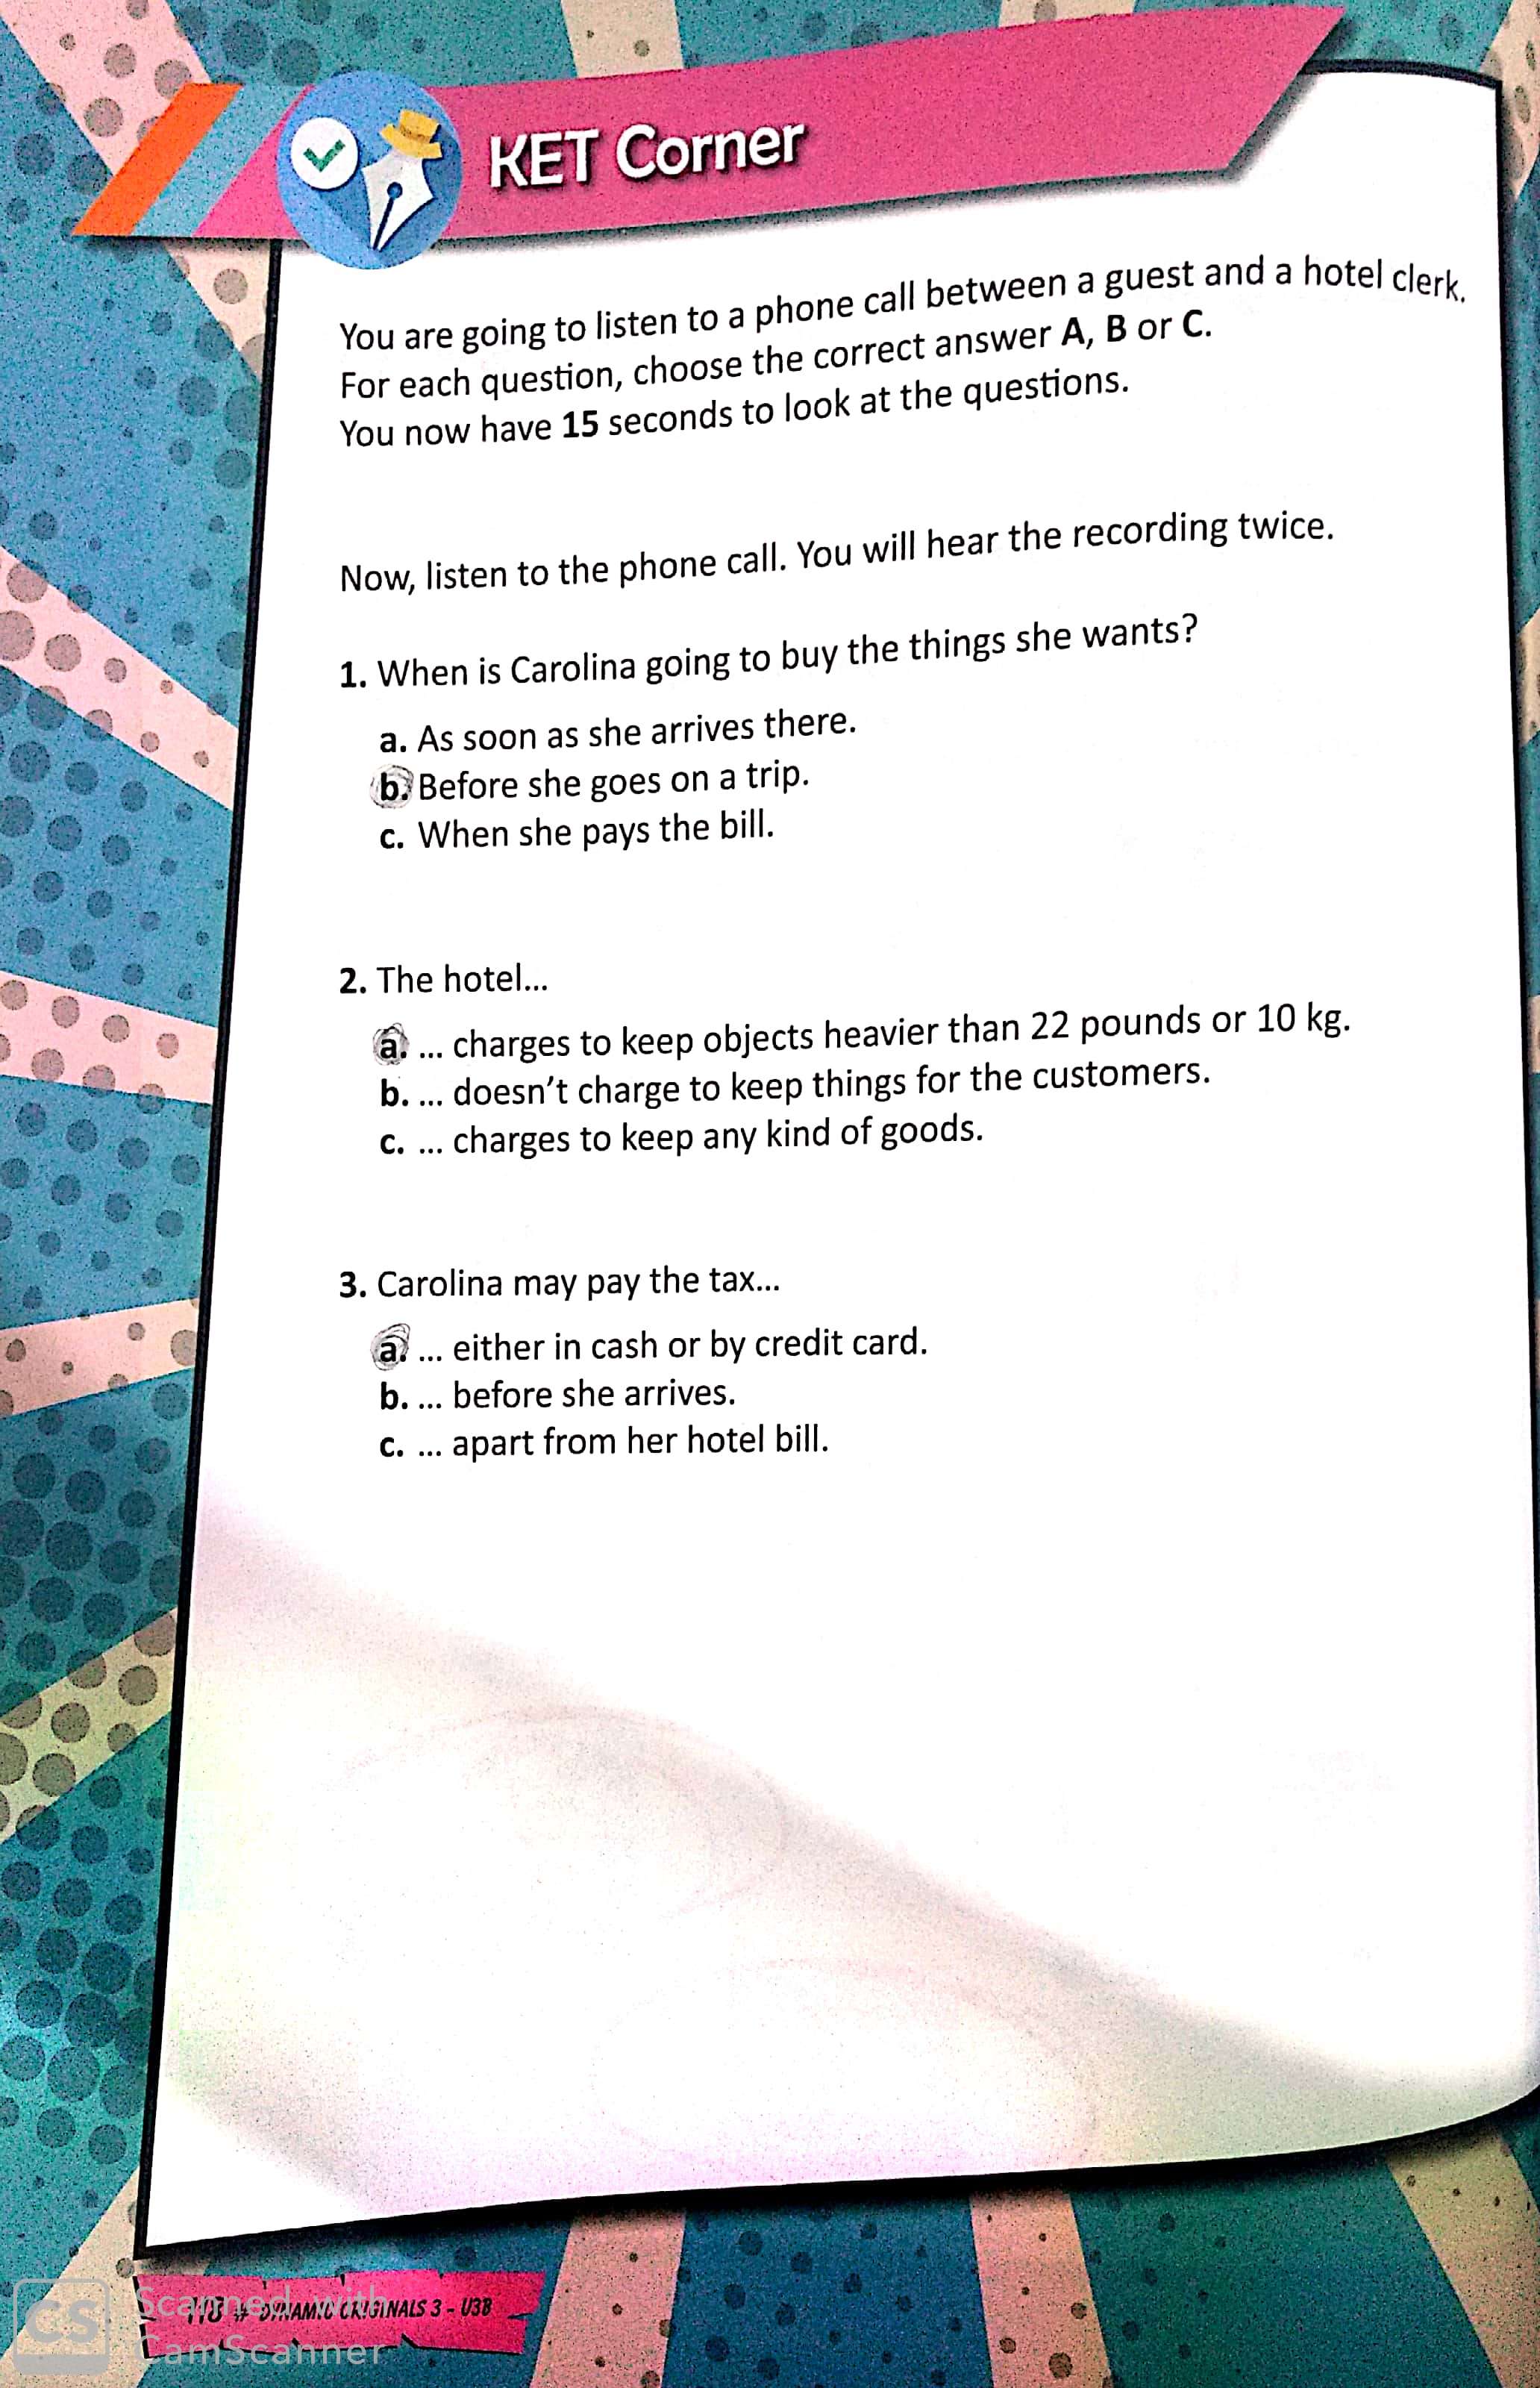 KET Corner
You are going to listen to a phone call between a guest and a hotel clerk.
For each question, choose the correct answer A, B or C.
You now have 15 seconds to look at the questions.
Now, listen to the phone call. You will hear the recording twice.
1. When is Carolina going to buy the things she wants?
a. As soon as she arrives there.
b. Before she goes on a trip.
c. When she pays the bill.
2. The hotel...
a. ... charges to keep objects heavier than 22 pounds or 10 kg.
b. ... doesn't charge to keep things for the customers.
c. ... charges to keep any kind of goods.
3. Carolina may pay the tax...
a. ... either in cash or by credit card.
b. ... before she arrives.
c. ... apart from her hotel bill.
# DYNAMIC ORIGINALS 3 - U3B
CS
Scanned with
CamScanner